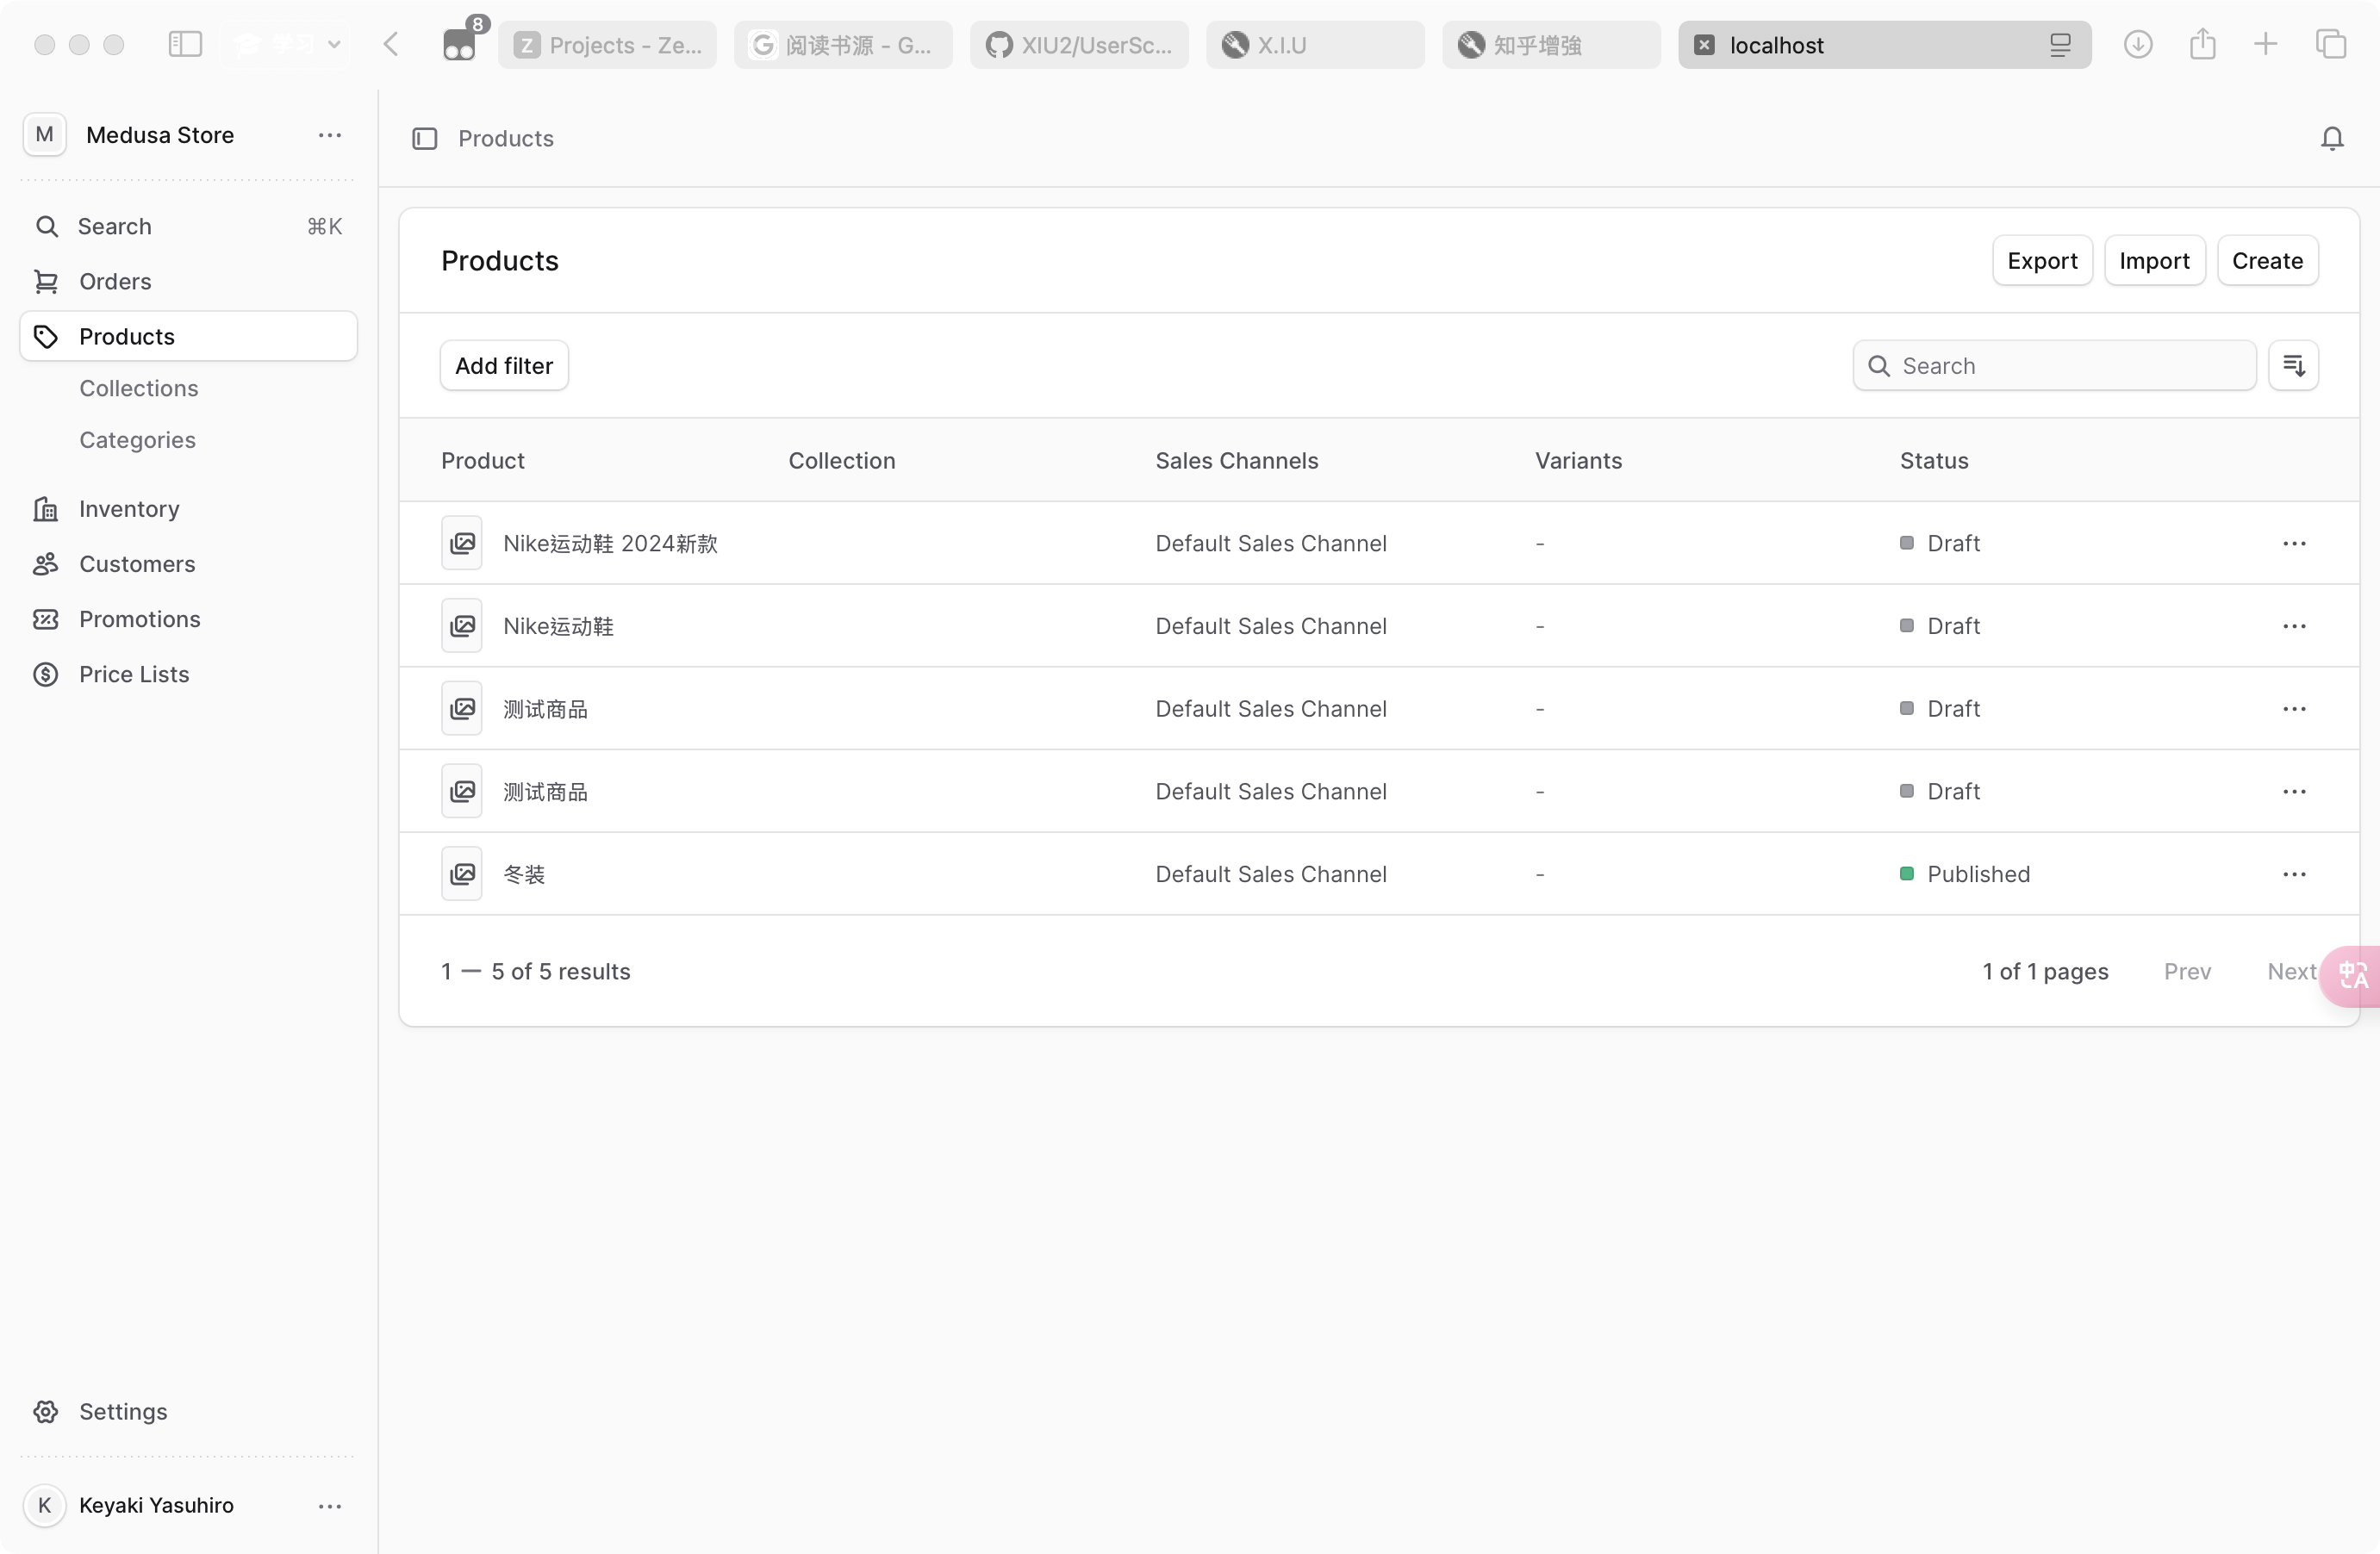 学习
8
Projects - Ze...
阅读书源 - G...
XIU2/UserSc...
X.I.U
知乎增強
localhost
M
Medusa Store
Search ⌘K
Orders
Products
Collections
Categories
Inventory
Customers
Promotions
Price Lists
Settings
K
Keyaki Yasuhiro
Products
Products
Export
Import
Create
Add filter
Search
Product Collection Sales Channels Variants Status
Nike运动鞋 2024新款 Default Sales Channel - Draft
Nike运动鞋 Default Sales Channel - Draft
测试商品 Default Sales Channel - Draft
测试商品 Default Sales Channel - Draft
冬装 Default Sales Channel - Published
1 — 5 of 5 results
1 of 1 pages
Prev
Next
中A